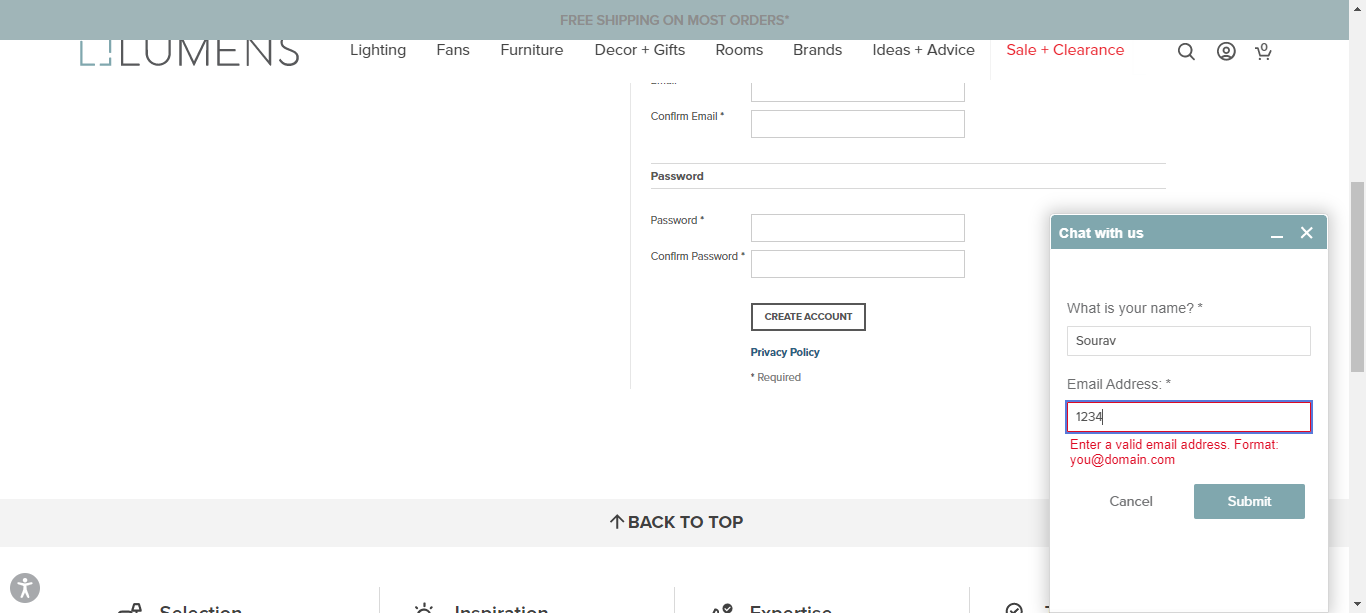 FREE SHIPPING ON MOST ORDERS*
LUMENS
Lighting Fans Furniture Decor + Gifts Rooms Brands Ideas + Advice Sale + Clearance 0
Confirm Email *
Password
Password *
Confirm Password *
CREATE ACCOUNT
Privacy Policy
* Required
Chat with us
What is your name? *
Sourav
Email Address: *
1234
Enter a valid email address. Format:
you@domain.com
Cancel Submit
BACK TO TOP
Selection Inspiration Expertise